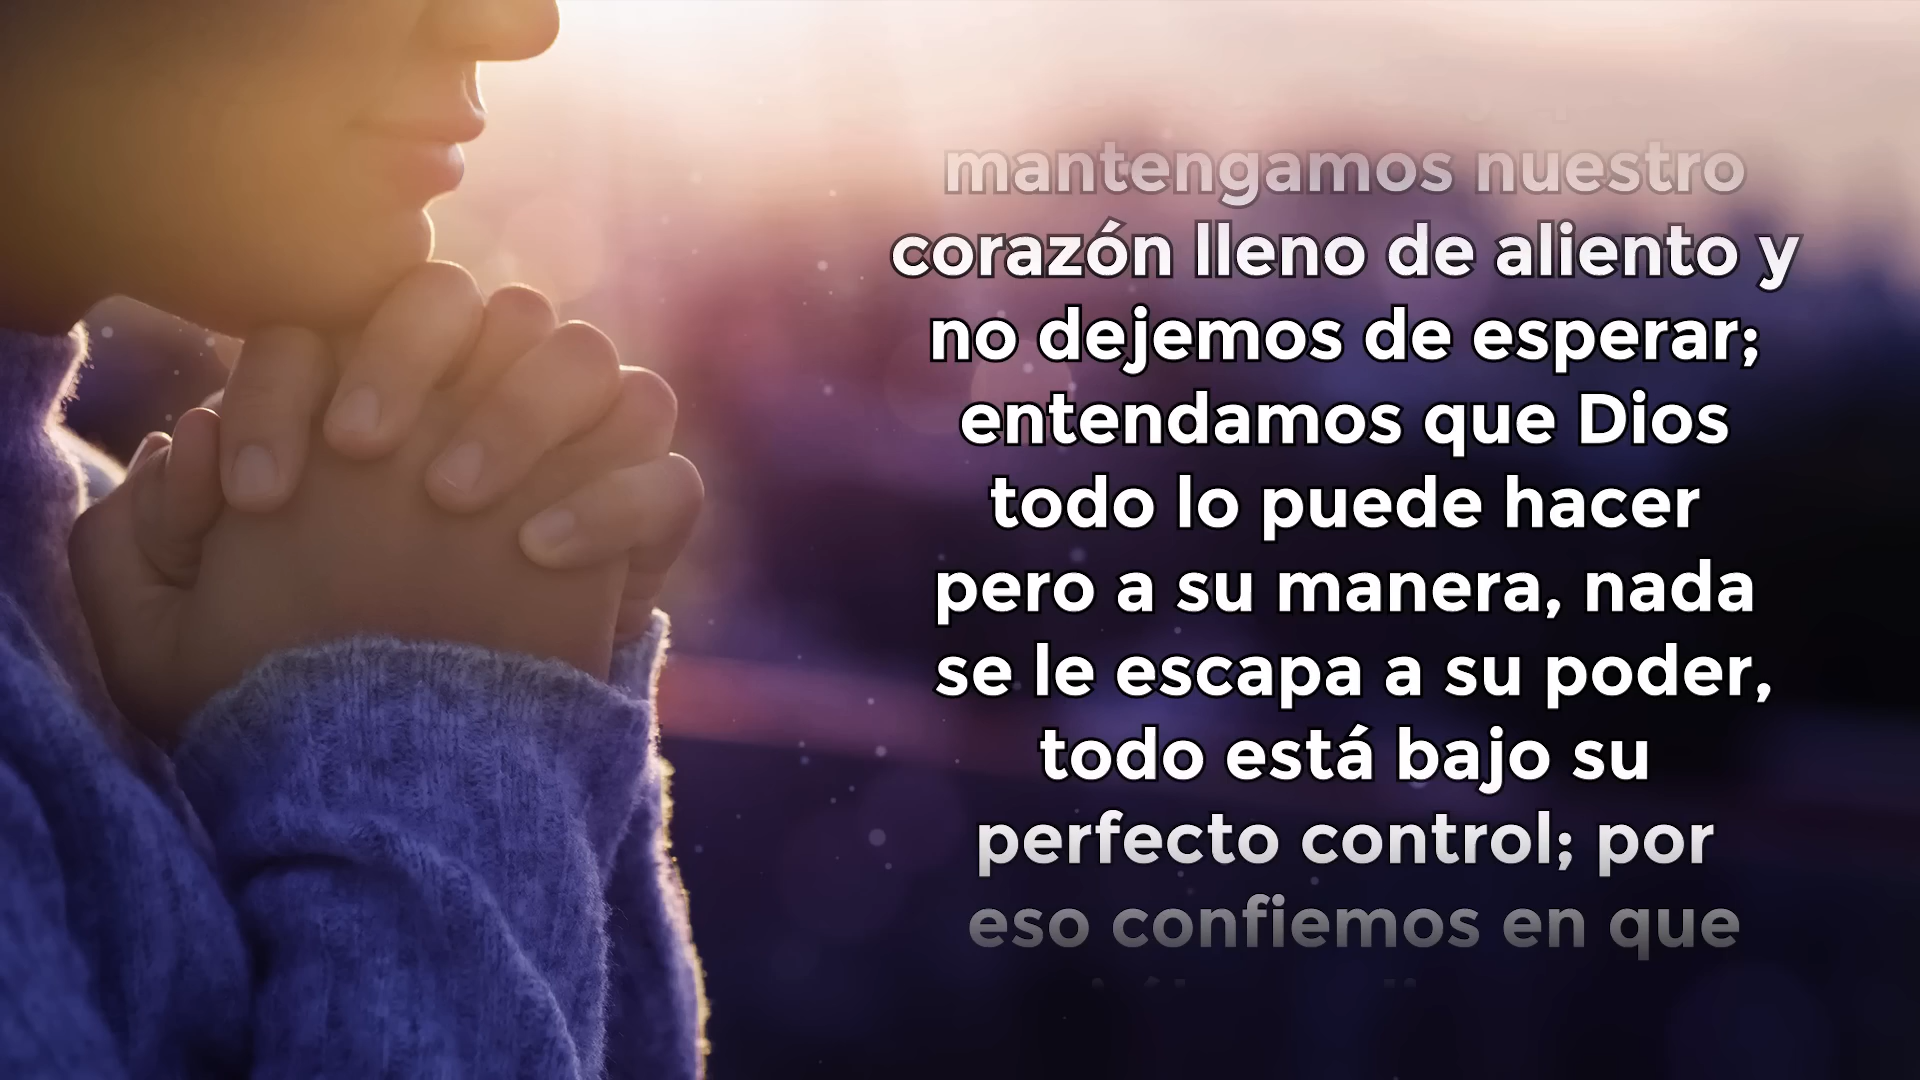 mantengamos nuestro
corazón lleno de aliento y
no dejemos de esperar;
entendamos que Dios
todo lo puede hacer
pero a su manera, nada
se le escapa a su poder,
todo está bajo su
perfecto control; por
eso confiemos en que